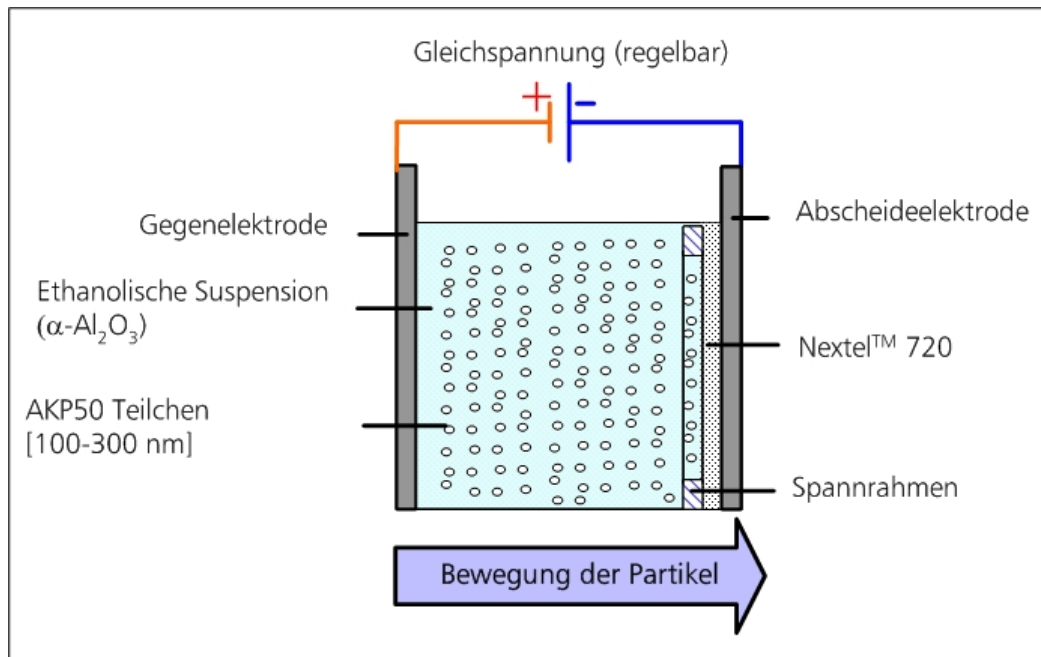 Gleichspannung (regelbar)
+ −
Gegenelektrode
Abscheideelektrode
Ethanolische Suspension
(α-Al₂O₃)
Nextel™ 720
AKP50 Teilchen
[100-300 nm]
Spannrahmen
Bewegung der Partikel